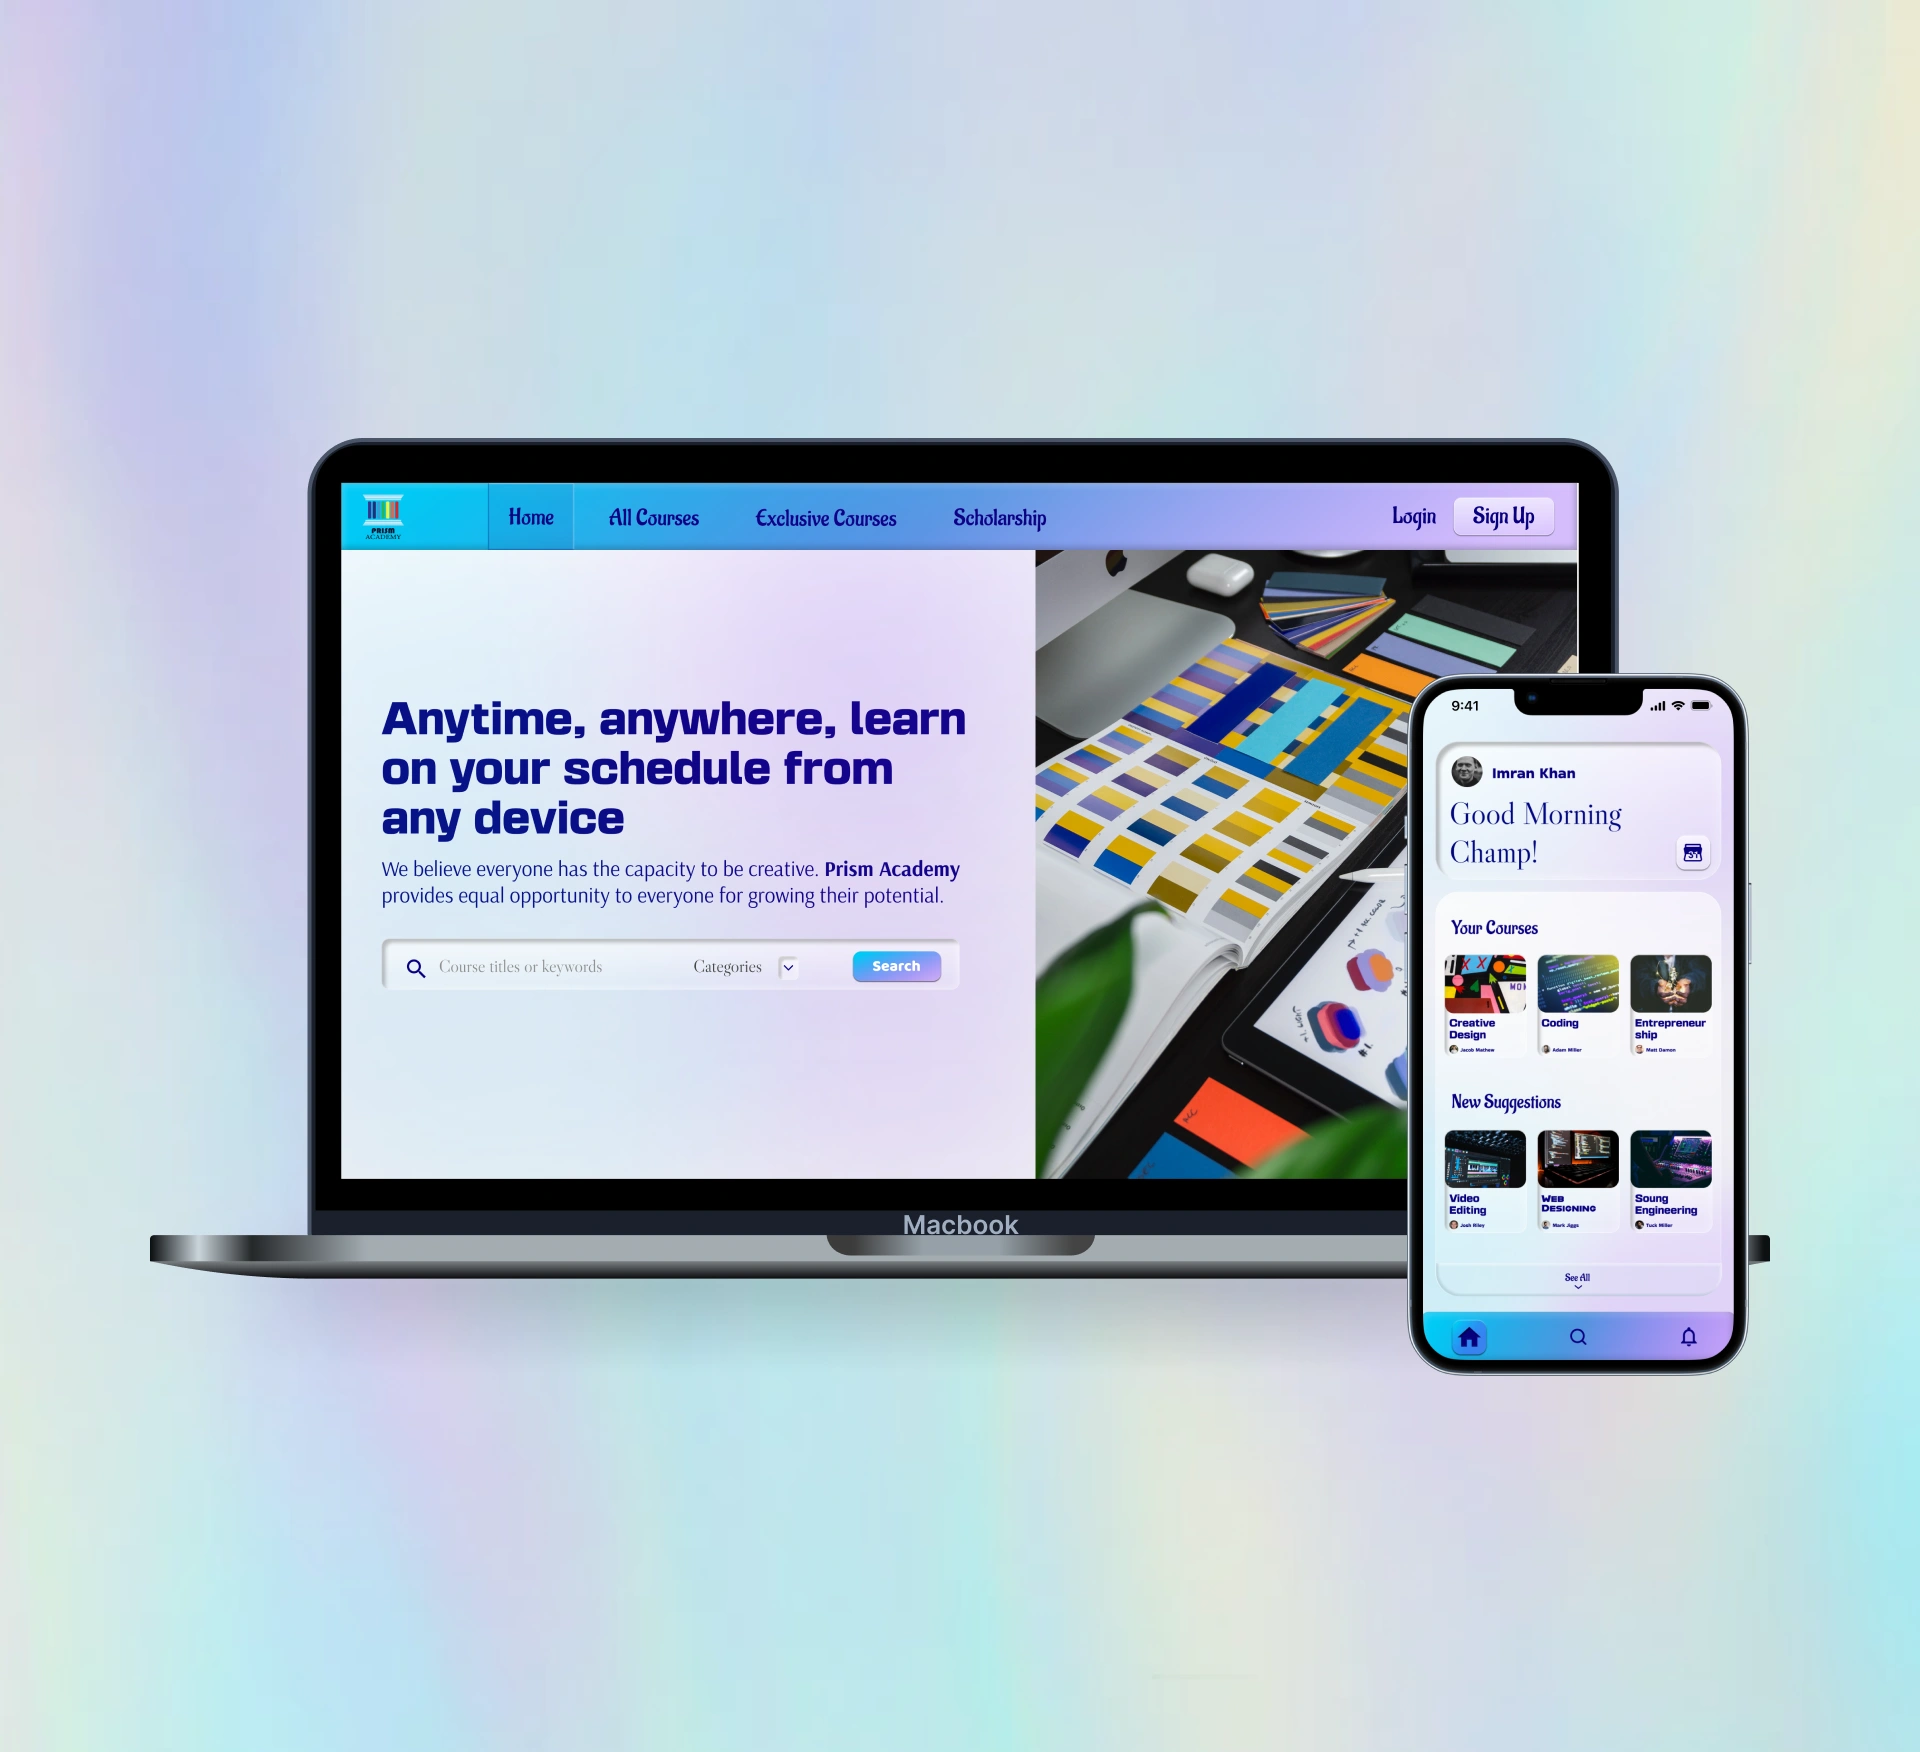 PRISM
ACADEMY
Home
All Courses
Exclusive Courses
Scholarship
Login
Sign Up
Anytime, anywhere, learn
on your schedule from
any device
We believe everyone has the capacity to be creative. Prism Academy
provides equal opportunity to everyone for growing their potential.
Course titles or keywords
Categories
Search
Macbook
9:41
Imran Khan
Good Morning
Champ!
31
Your Courses
Creative
Design
Jacob Mathew
Coding
Adam Miller
Entrepreneur
ship
Matt Damon
New Suggestions
Video
Editing
Josh Riley
Web
Designing
Mark Jiggs
Soung
Engineering
Tuck Miller
See All